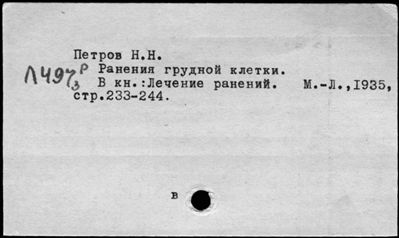 Петров Н.Н.
Ранения грудной клетки.
В кн.:Лечение ранений. М.-Л.,1935,
стр.233-244.
в